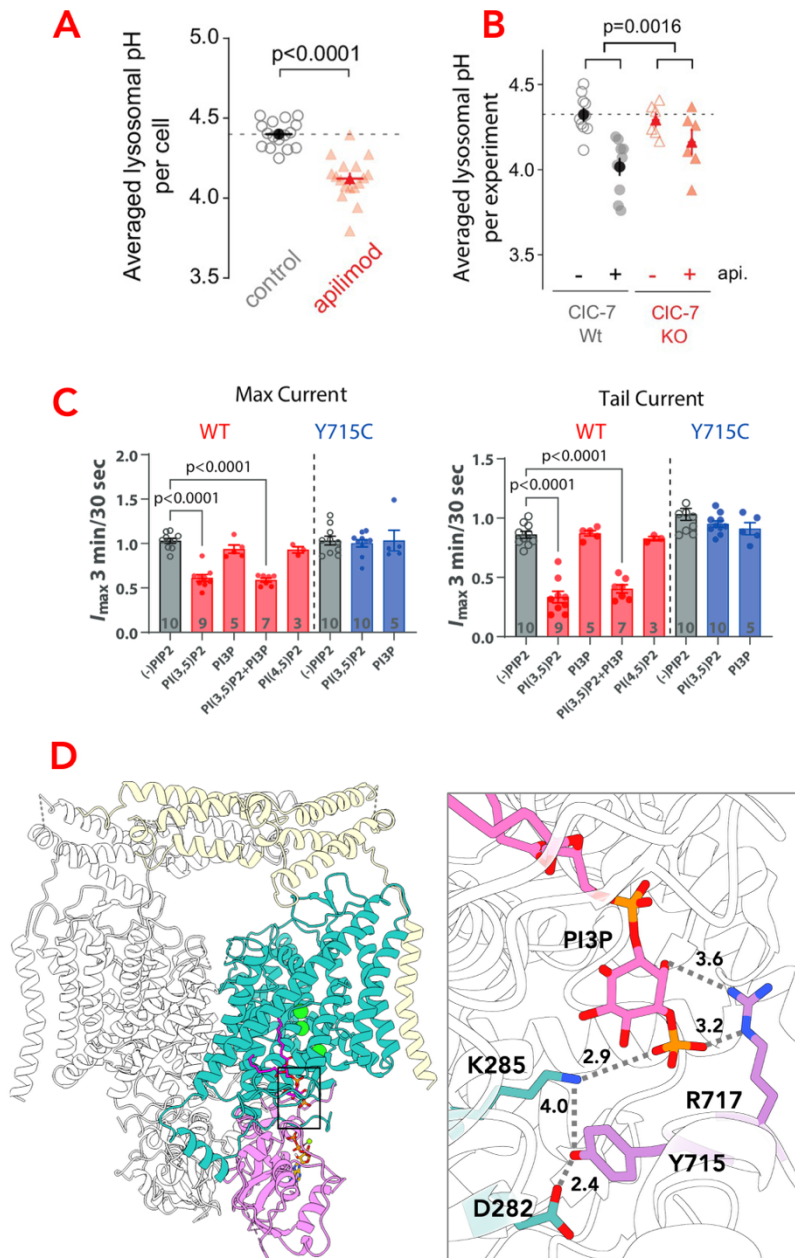 A
5.0
4.5
4.0
3.5
Averaged lysosomal pH
per cell
p<0.0001
control
apilimod
B
p=0.0016
4.5
4.0
3.5
Averaged lysosomal pH
per experiment
- + - + api.
ClC-7
Wt
ClC-7
KO
C
Max Current
WT
Y715C
p<0.0001
p<0.0001
2.0
1.5
1.0
0.5
0.0
Imax 3 min/30 sec
10 9 5 7 3 10 10 5
(-)PIP2
PI(3,5)P2
PI3P
PI(3,5)P2+PI3P
PI(4,5)P2
(-)PIP2
PI(3,5)P2
PI3P
Tail Current
WT
Y715C
p<0.0001
p<0.0001
1.5
1.0
0.5
0.0
Imax 3 min/30 sec
10 9 5 7 3 10 10 5
(-)PIP2
PI(3,5)P2
PI3P
PI(3,5)P2+PI3P
PI(4,5)P2
(-)PIP2
PI(3,5)P2
PI3P
D
PI3P
3.6
3.2
2.9
K285
R717
4.0
Y715
2.4
D282